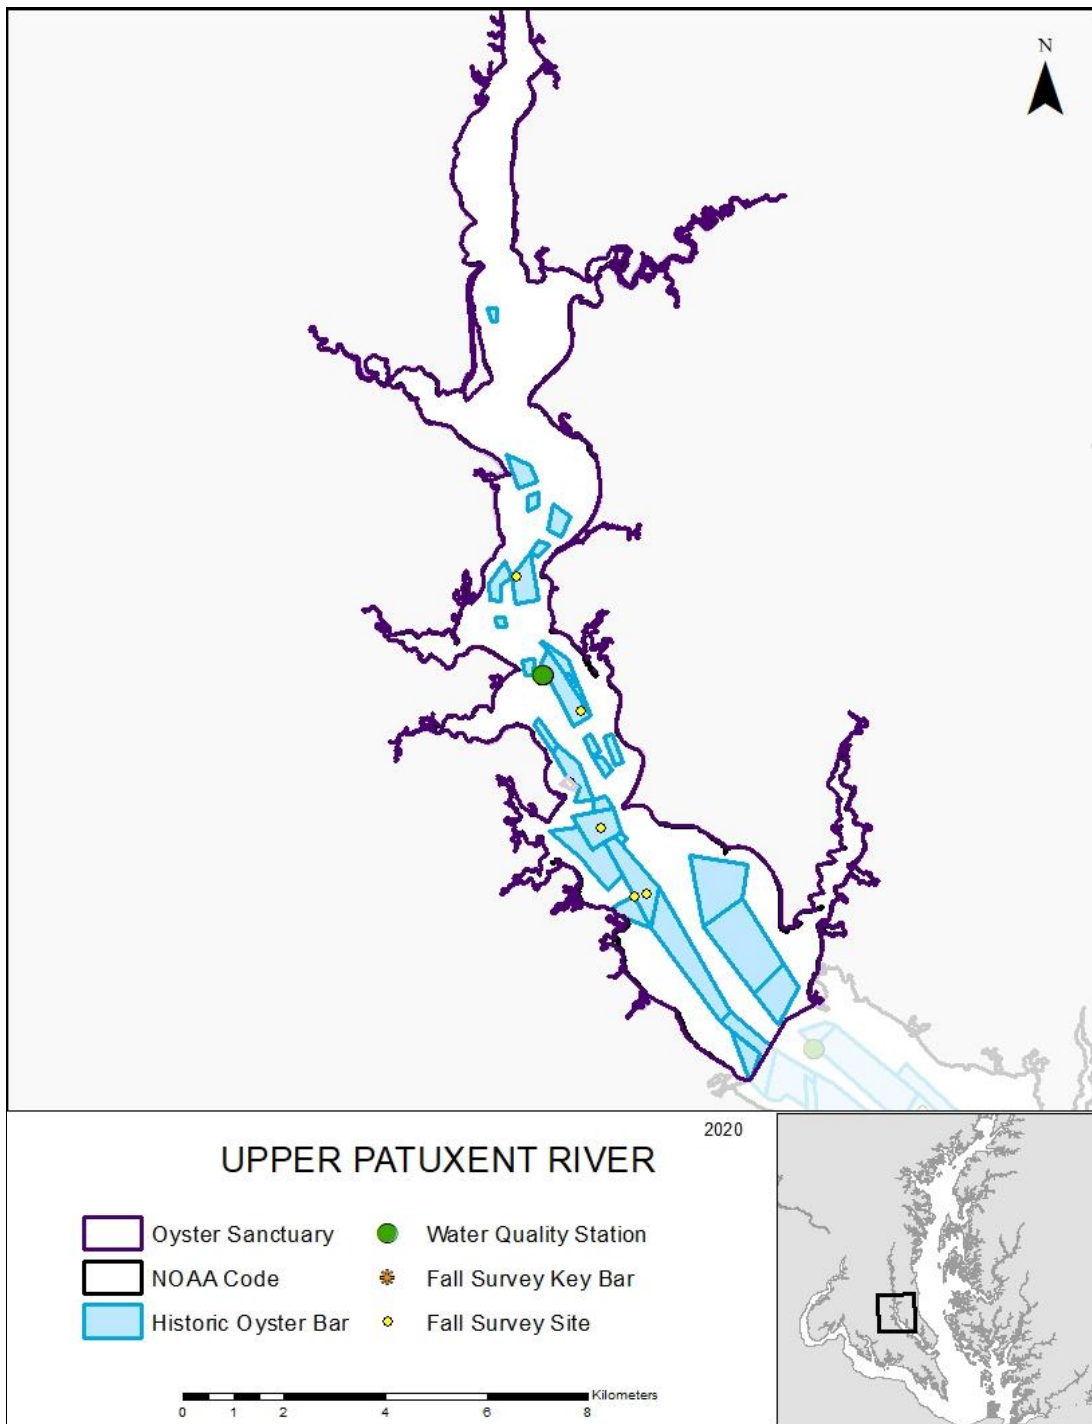 N
2020
UPPER PATUXENT RIVER
Oyster Sanctuary
Water Quality Station
NOAA Code
Fall Survey Key Bar
Historic Oyster Bar
Fall Survey Site
Kilometers
0 1 2 4 6 8